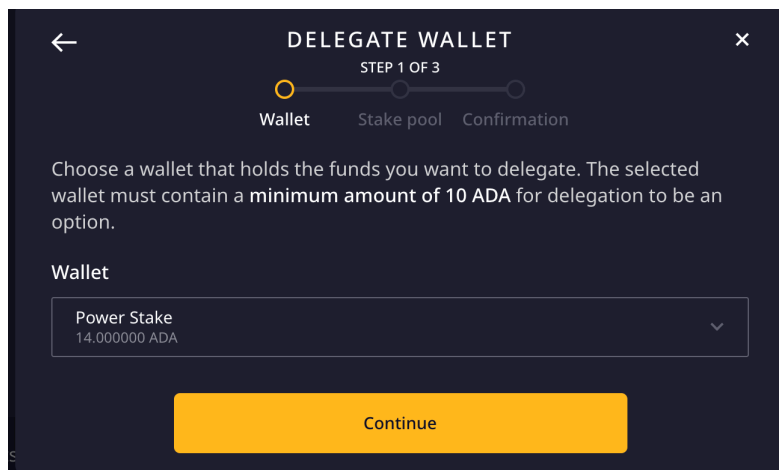 DELEGATE WALLET
STEP 1 OF 3
Wallet Stake pool Confirmation
Choose a wallet that holds the funds you want to delegate. The selected
wallet must contain a minimum amount of 10 ADA for delegation to be an
option.
Wallet
Power Stake
14.000000 ADA
Continue